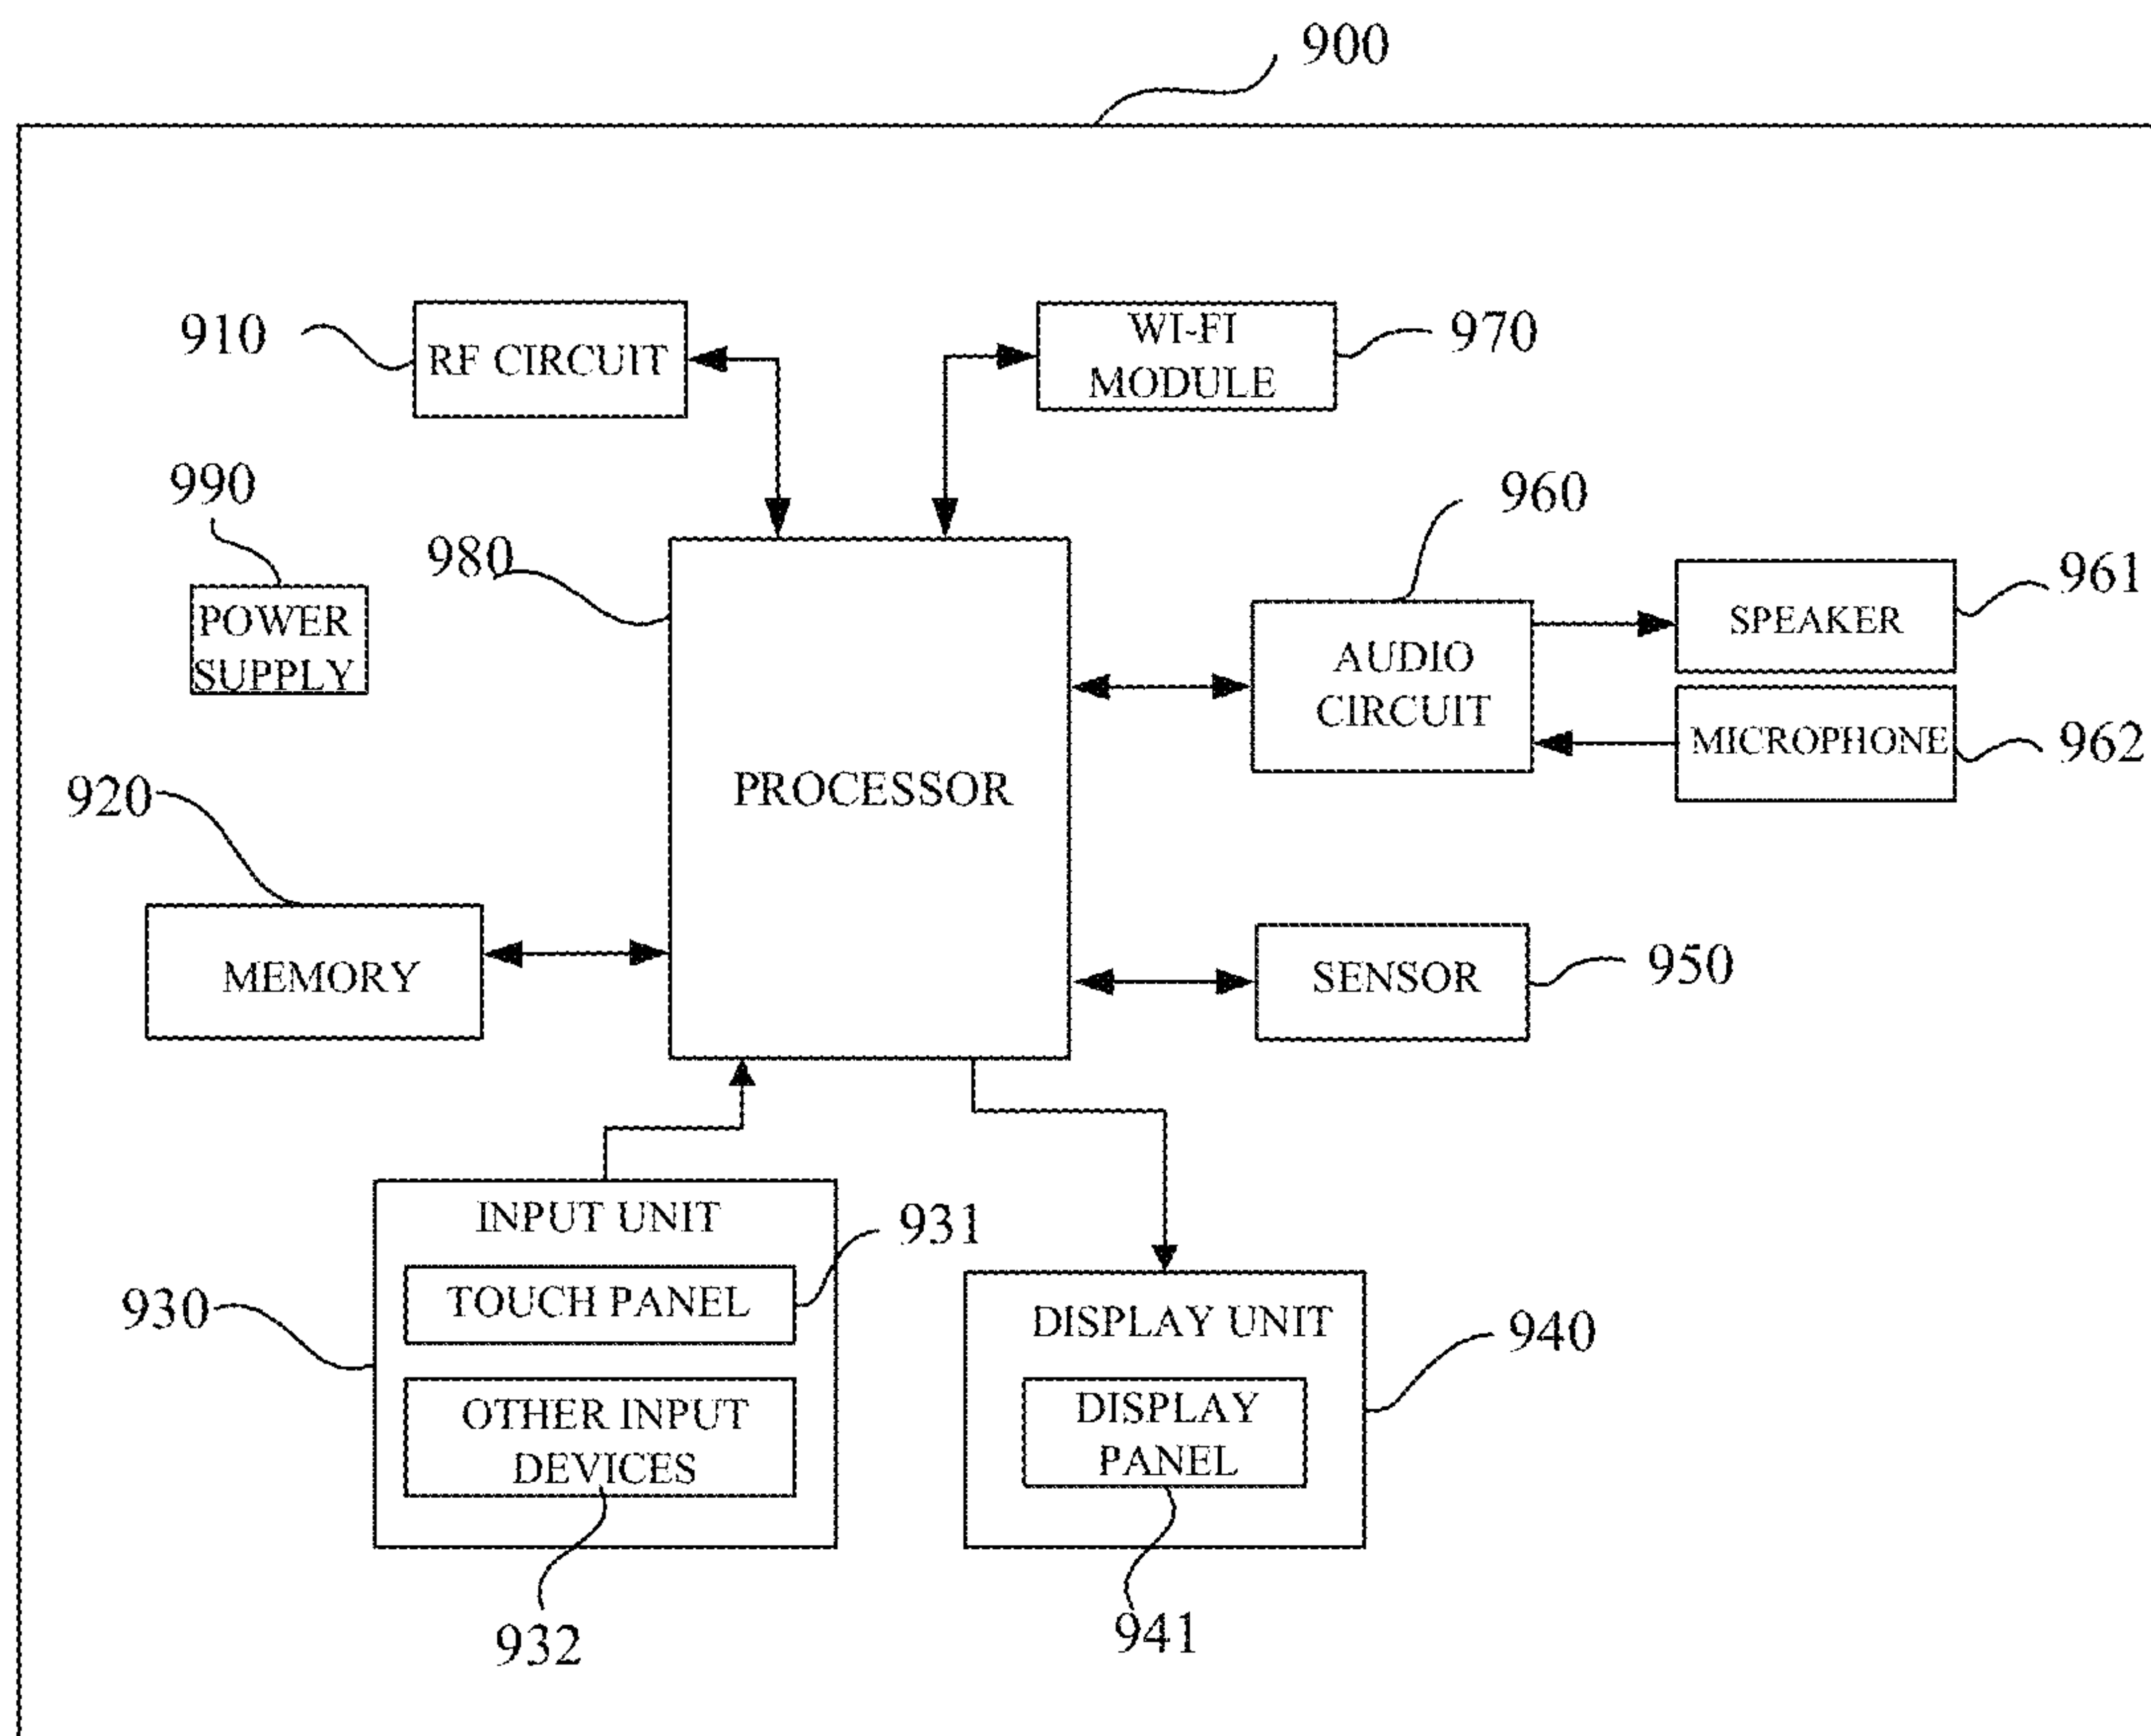 900
910
RF CIRCUIT
WI-FI
MODULE
970
990
POWER
SUPPLY
980
PROCESSOR
960
AUDIO
CIRCUIT
SPEAKER
961
MICROPHONE
962
920
MEMORY
SENSOR
950
INPUT UNIT
931
TOUCH PANEL
930
OTHER INPUT
DEVICES
932
DISPLAY UNIT
940
DISPLAY
PANEL
941